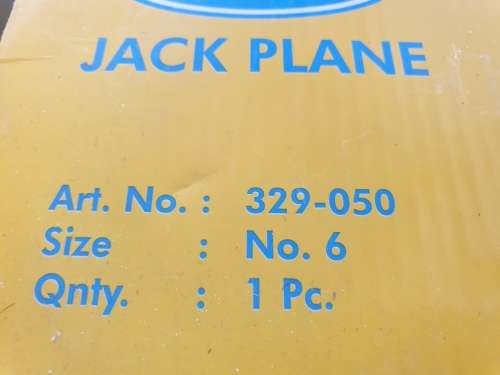 JACK PLANE
Art. No. : 329-050
Size : No. 6
Qnty. : 1 Pc.